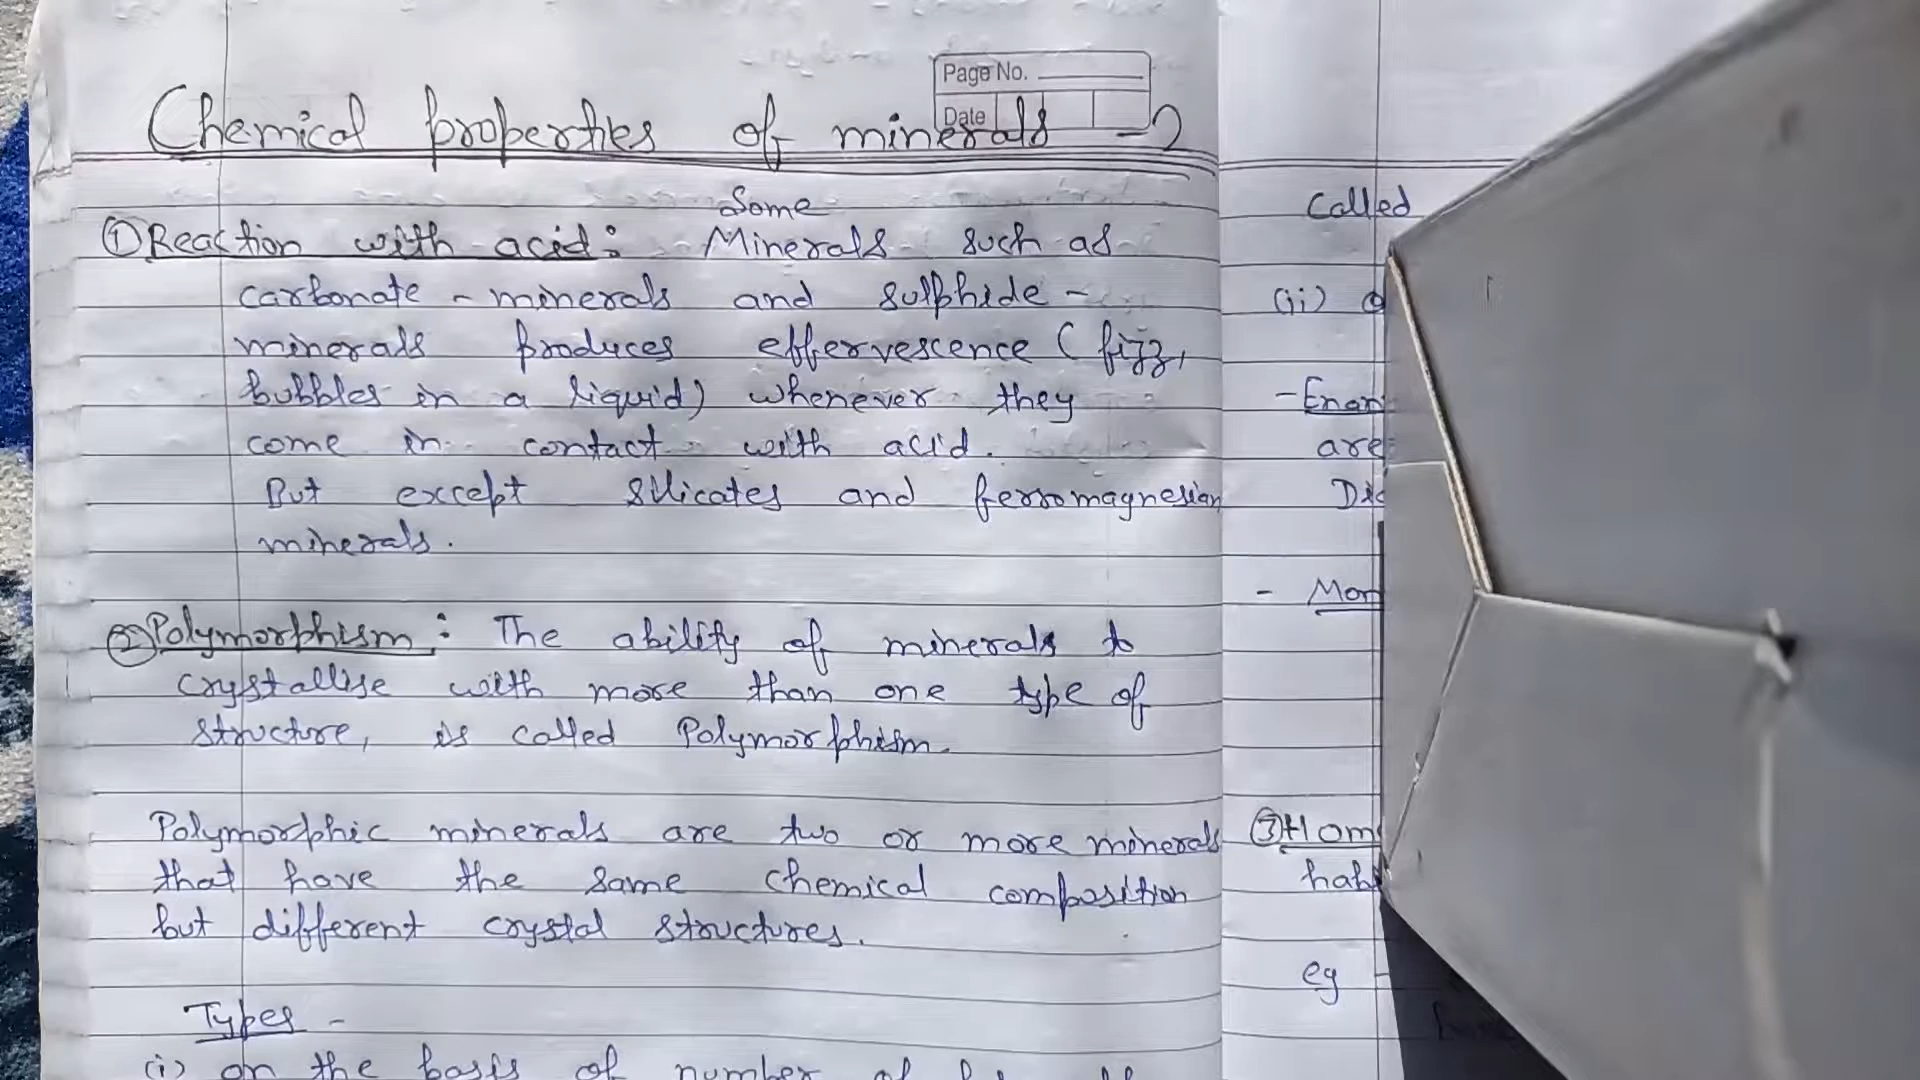 Page No.
Date
Chemical properties of minerals - 2
Some
① Reaction with acid: Minerals such as
carbonate - minerals and sulphide -
minerals produces effervescence (fizz,
bubbles in a liquid) whenever they
come in contact with acid.
But except silicates and ferromagnesian
minerals.
② Polymorphism: The ability of minerals to
crystallise with more than one type of
structure, is called Polymorphism.
Polymorphic minerals are two or more minerals
that have the same chemical composition
but different crystal structures.
Types -
(i) on the basis of number of
Called
(ii)
-
are
-
③
eg -